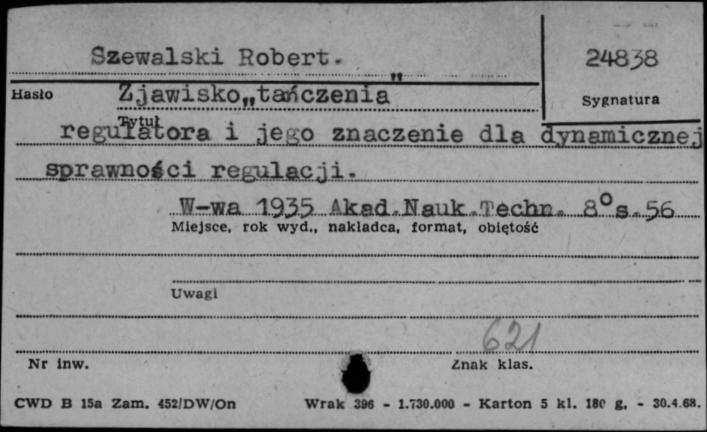 Szewalski Robert.
24838
Hasło
Zjawisko „tańczenia”
Sygnatura
Tytuł
regulatora i jego znaczenie dla dynamicznej
sprawności regulacji.
W-wa 1935 Akad.Nauk.Techn. 8° s.56
Miejsce, rok wyd., nakładca, format, objętość
Uwagi
621
Nr inw.
Znak klas.
CWD B 15a Zam. 452/DW/On
Wrak 396 - 1.730.000 - Karton 5 kl. 180 g. - 30.4.68.